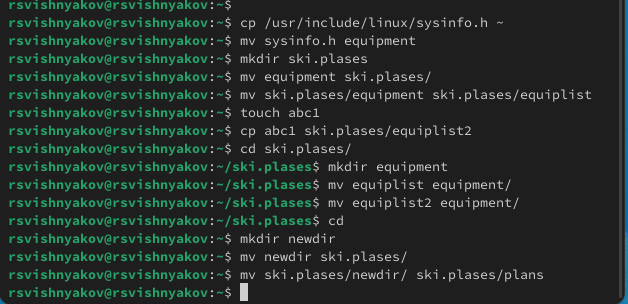 rsvishnyakov@rsvishnyakov:~$
rsvishnyakov@rsvishnyakov:~$ cp /usr/include/linux/sysinfo.h ~
rsvishnyakov@rsvishnyakov:~$ mv sysinfo.h equipment
rsvishnyakov@rsvishnyakov:~$ mkdir ski.plases
rsvishnyakov@rsvishnyakov:~$ mv equipment ski.plases/
rsvishnyakov@rsvishnyakov:~$ mv ski.plases/equipment ski.plases/equiplist
rsvishnyakov@rsvishnyakov:~$ touch abc1
rsvishnyakov@rsvishnyakov:~$ cp abc1 ski.plases/equiplist2
rsvishnyakov@rsvishnyakov:~$ cd ski.plases/
rsvishnyakov@rsvishnyakov:~/ski.plases$ mkdir equipment
rsvishnyakov@rsvishnyakov:~/ski.plases$ mv equiplist equipment/
rsvishnyakov@rsvishnyakov:~/ski.plases$ mv equiplist2 equipment/
rsvishnyakov@rsvishnyakov:~/ski.plases$ cd
rsvishnyakov@rsvishnyakov:~$ mkdir newdir
rsvishnyakov@rsvishnyakov:~$ mv newdir ski.plases/
rsvishnyakov@rsvishnyakov:~$ mv ski.plases/newdir/ ski.plases/plans
rsvishnyakov@rsvishnyakov:~$